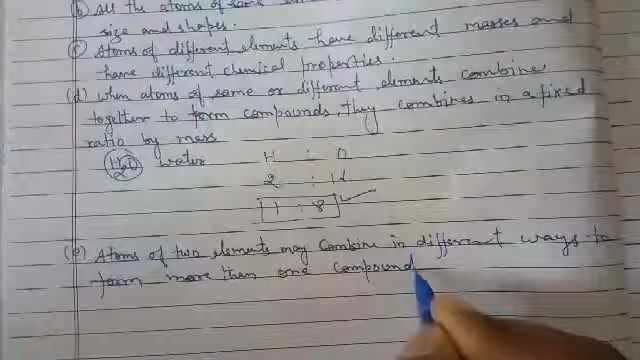 (b) All the atoms of same
size and shapes.
(c) Atoms of different elements have different masses and
have different chemical properties.
(d) When atoms of same or different elements combine
together to form compounds, they combines in a fixed
ratio by mass
H2O water H : O
2 : 1
1 : 8
(e) Atoms of two elements may combine in different ways to
form more than one compound